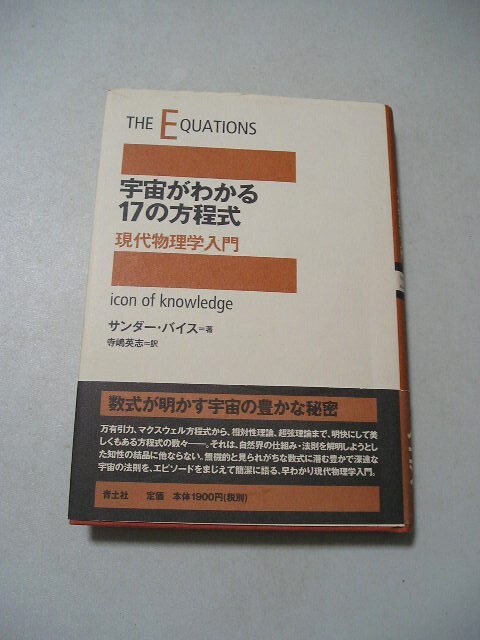 THE EQUATIONS
宇宙がわかる
17の方程式
現代物理学入門
icon of knowledge
サンダー・バイス=著
寺嶋英志=訳
数式が明かす宇宙の豊かな秘密
万有引力、マクスウェル方程式から、相対性理論、超弦理論まで、明快にして美
しくもある方程式の数々――。それは、自然界の仕組み・法則を解明しようとし
た知性の結晶に他ならない。無機的と見られがちな数式に潜む豊かで深遠な
宇宙の法則を、エピソードをまじえて簡潔に語る、早わかり現代物理学入門。
青土社 定価 本体1900円(税別)